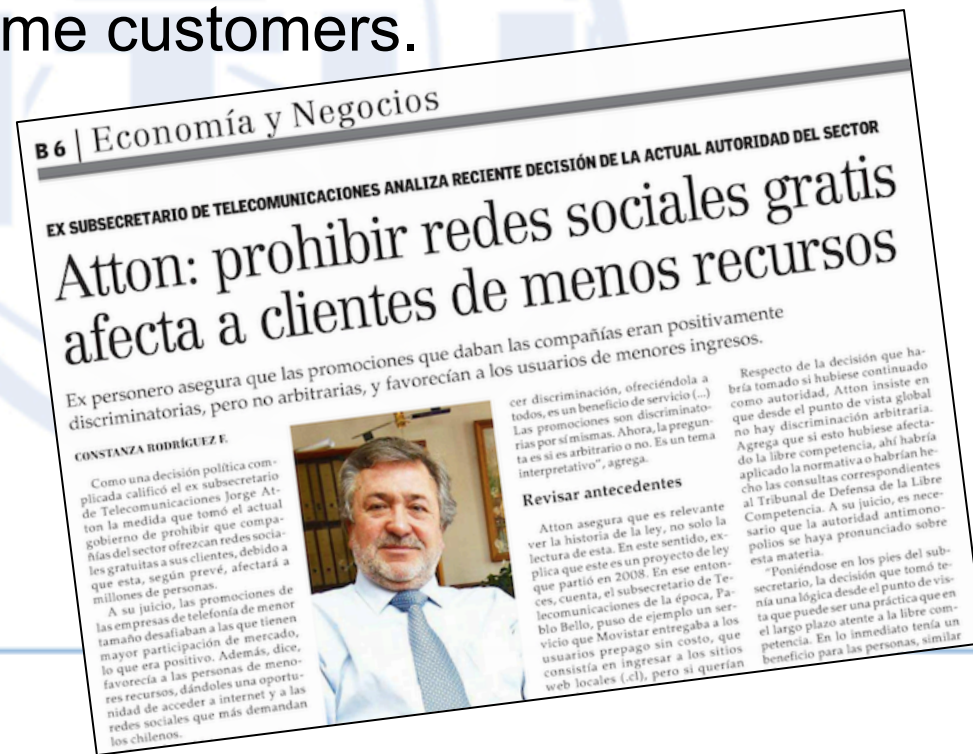 me customers.
B 6 | Economía y Negocios
EX SUBSECRETARIO DE TELECOMUNICACIONES ANALIZA RECIENTE DECISIÓN DE LA ACTUAL AUTORIDAD DEL SECTOR
Atton: prohibir redes sociales gratis
afecta a clientes de menos recursos
Ex personero asegura que las promociones que daban las compañías eran positivamente
discriminatorias, pero no arbitrarias, y favorecían a los usuarios de menores ingresos.
CONSTANZA RODRÍGUEZ F.
Como una decisión política com-
plicada calificó el ex subsecretario
de Telecomunicaciones Jorge At-
ton la medida que tomó el actual
gobierno de prohibir que compa-
ñías del sector ofrezcan redes socia-
les gratuitas a sus clientes, debido a
que esta, según prevé, afectará a
millones de personas.
A su juicio, las promociones de
las empresas de telefonía de menor
tamaño desafiaban a las que tienen
mayor participación de mercado,
lo que era positivo. Además, dice,
favorecía a las personas de meno-
res recursos, dándoles una oportu-
nidad de acceder a internet y a las
redes sociales que más demandan
los chilenos.
cer discriminación, ofreciéndola a
todos, es un beneficio de servicio (...)
Las promociones son discriminato-
rias por sí mismas. Ahora, la pregun-
ta es si es arbitrario o no. Es un tema
interpretativo", agrega.
Revisar antecedentes
Atton asegura que es relevante
ver la historia de la ley, no solo la
lectura de esta. En este sentido, ex-
plica que este es un proyecto de ley
que partió en 2008. En ese enton-
ces, cuenta, el subsecretario de Te-
lecomunicaciones de la época, Pa-
blo Bello, puso de ejemplo un ser-
vicio que Movistar entregaba a los
usuarios prepago sin costo, que
consistía en ingresar a los sitios
web locales (.cl), pero si querían
Respecto de la decisión que ha-
bría tomado si hubiese continuado
como autoridad, Atton insiste en
que desde el punto de vista global
no hay discriminación arbitraria.
Agrega que si esto hubiese afecta-
do la libre competencia, ahí habría
aplicado la normativa o habrían he-
cho las consultas correspondientes
al Tribunal de Defensa de la Libre
Competencia. A su juicio, es nece-
sario que la autoridad antimono-
polios se haya pronunciado sobre
esta materia.
"Poniéndose en los pies del sub-
secretario, la decisión que tomó te-
nía una lógica desde el punto de vis-
ta que puede ser una práctica que en
el largo plazo atente a la libre com-
petencia. En lo inmediato tenía un
beneficio para las personas, similar